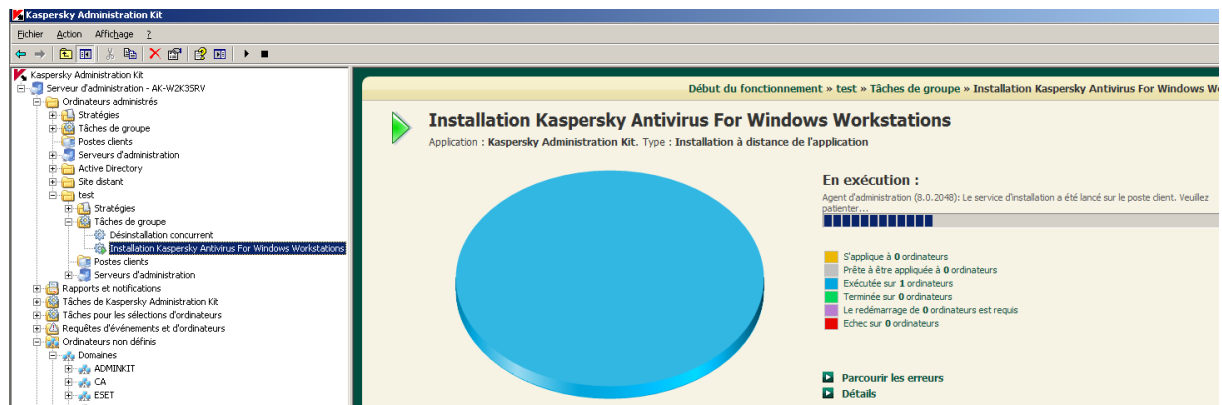 Kaspersky Administration Kit
Fichier Action Affichage ?
Kaspersky Administration Kit
Serveur d'administration - AK-W2K3SRV
Ordinateurs administrés
Stratégies
Tâches de groupe
Postes clients
Serveurs d'administration
Active Directory
Site distant
test
Stratégies
Tâches de groupe
Désinstallation concurrent
Installation Kaspersky Antivirus For Windows Workstations
Postes clients
Serveurs d'administration
Rapports et notifications
Tâches de Kaspersky Administration Kit
Tâches pour les sélections d'ordinateurs
Requêtes d'événements et d'ordinateurs
Ordinateurs non définis
Domaines
ADMINKIT
CA
ESET
Début du fonctionnement » test » Tâches de groupe » Installation Kaspersky Antivirus For Windows
Installation Kaspersky Antivirus For Windows Workstations
Application : Kaspersky Administration Kit. Type : Installation à distance de l'application
En exécution :
Agent d'administration (8.0.2048): Le service d'installation a été lancé sur le poste client. Veuillez
patienter...
S'applique à 0 ordinateurs
Prête à être appliquée à 0 ordinateurs
Exécutée sur 1 ordinateurs
Terminée sur 0 ordinateurs
Le redémarrage de 0 ordinateurs est requis
Echec sur 0 ordinateurs
Parcourir les erreurs
Détails